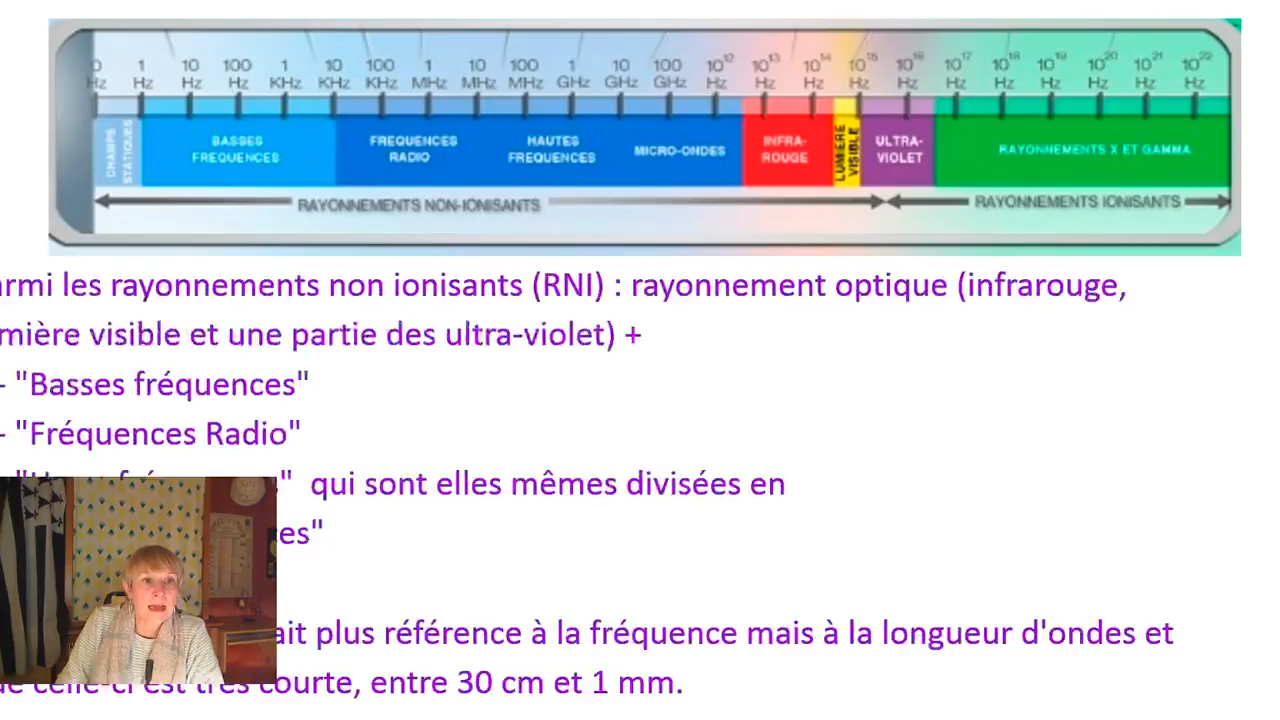 0 Hz 1 Hz 10 Hz 100 Hz 1 KHz 10 KHz 100 KHz 1 MHz 10 MHz 100 MHz 1 GHz 10 GHz 100 GHz 10¹² Hz 10¹³ Hz 10¹⁴ Hz 10¹⁵ Hz 10¹⁶ Hz 10¹⁷ Hz 10¹⁸ Hz 10¹⁹ Hz 10²⁰ Hz 10²¹ Hz 10²² Hz
CHAMPS
STATIQUES
BASSES
FREQUENCES
FREQUENCES
RADIO
HAUTES
FREQUENCES
MICRO-ONDES
INFRA-
ROUGE
LUMIERE
VISIBLE
ULTRA-
VIOLET
RAYONNEMENTS X ET GAMMA
RAYONNEMENTS NON-IONISANTS
RAYONNEMENTS IONISANTS
armi les rayonnements non ionisants (RNI) : rayonnement optique (infrarouge,
mière visible et une partie des ultra-violet) +
- "Basses fréquences"
- "Fréquences Radio"
" qui sont elles mêmes divisées en
es"
ait plus référence à la fréquence mais à la longueur d'ondes et
celle-ci est très courte, entre 30 cm et 1 mm.